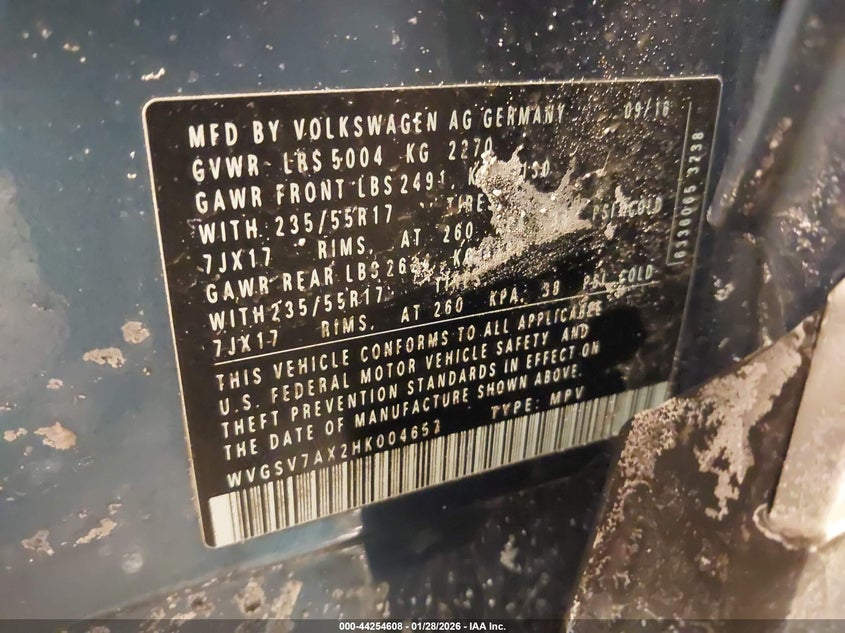 MFD BY VOLKSWAGEN AG GERMANY 09/16
GVWR LBS 5004 KG 2270
GAWR FRONT LBS 2491,
WITH 235/55R17 TIRES
7JX17 RIMS, AT 260 PSI COLD
GAWR REAR LBS
WITH 235/55R17 TIRES
7JX17 RIMS, AT 260 KPA, 38 PSI COLD
THIS VEHICLE CONFORMS TO ALL APPLICABLE
U.S. FEDERAL MOTOR VEHICLE SAFETY AND
THEFT PREVENTION STANDARDS IN EFFECT ON
THE DATE OF MANUFACTURE SHOWN ABOVE.
WVGSV7AX2HK004657 TYPE: MPV
000-44254608 - 01/28/2026 - IAA Inc.